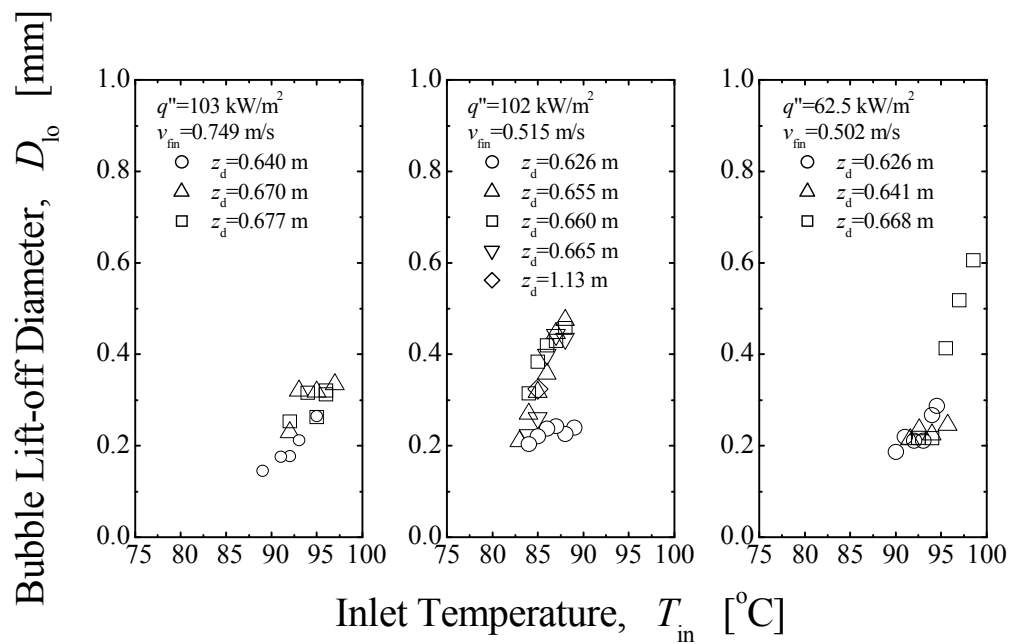 Bubble Lift-off Diameter, D_lo [mm]
1.0
0.8
0.6
0.4
0.2
0.0
q"=103 kW/m²
v_fin=0.749 m/s
z_d=0.640 m
z_d=0.670 m
z_d=0.677 m
75 80 85 90 95 100
1.0
0.8
0.6
0.4
0.2
0.0
q"=102 kW/m²
v_fin=0.515 m/s
z_d=0.626 m
z_d=0.655 m
z_d=0.660 m
z_d=0.665 m
z_d=1.13 m
75 80 85 90 95 100
1.0
0.8
0.6
0.4
0.2
0.0
q"=62.5 kW/m²
v_fin=0.502 m/s
z_d=0.626 m
z_d=0.641 m
z_d=0.668 m
75 80 85 90 95 100
Inlet Temperature, T_in [°C]